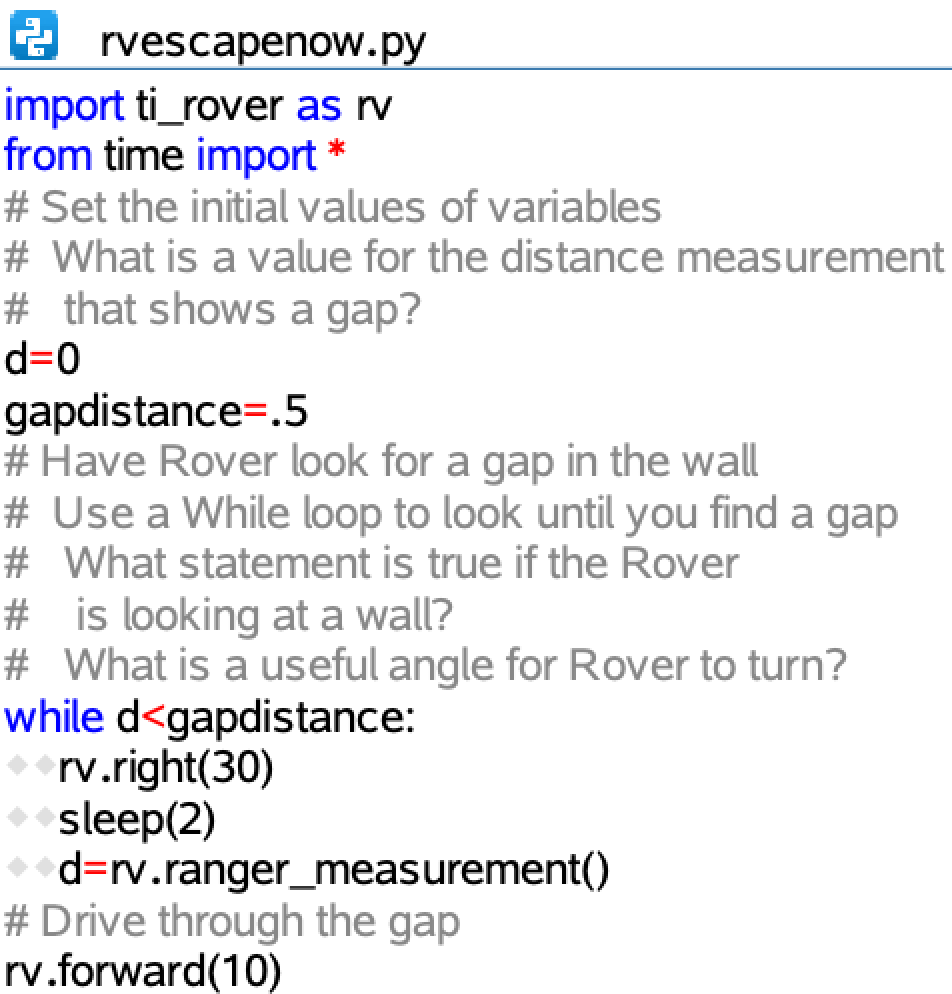 rvescapenow.py
import ti_rover as rv
from time import *
# Set the initial values of variables
#  What is a value for the distance measurement
#   that shows a gap?
d=0
gapdistance=.5
# Have Rover look for a gap in the wall
#  Use a While loop to look until you find a gap
#   What statement is true if the Rover
#    is looking at a wall?
#   What is a useful angle for Rover to turn?
while d<gapdistance:
◆◆rv.right(30)
◆◆sleep(2)
◆◆d=rv.ranger_measurement()
# Drive through the gap
rv.forward(10)